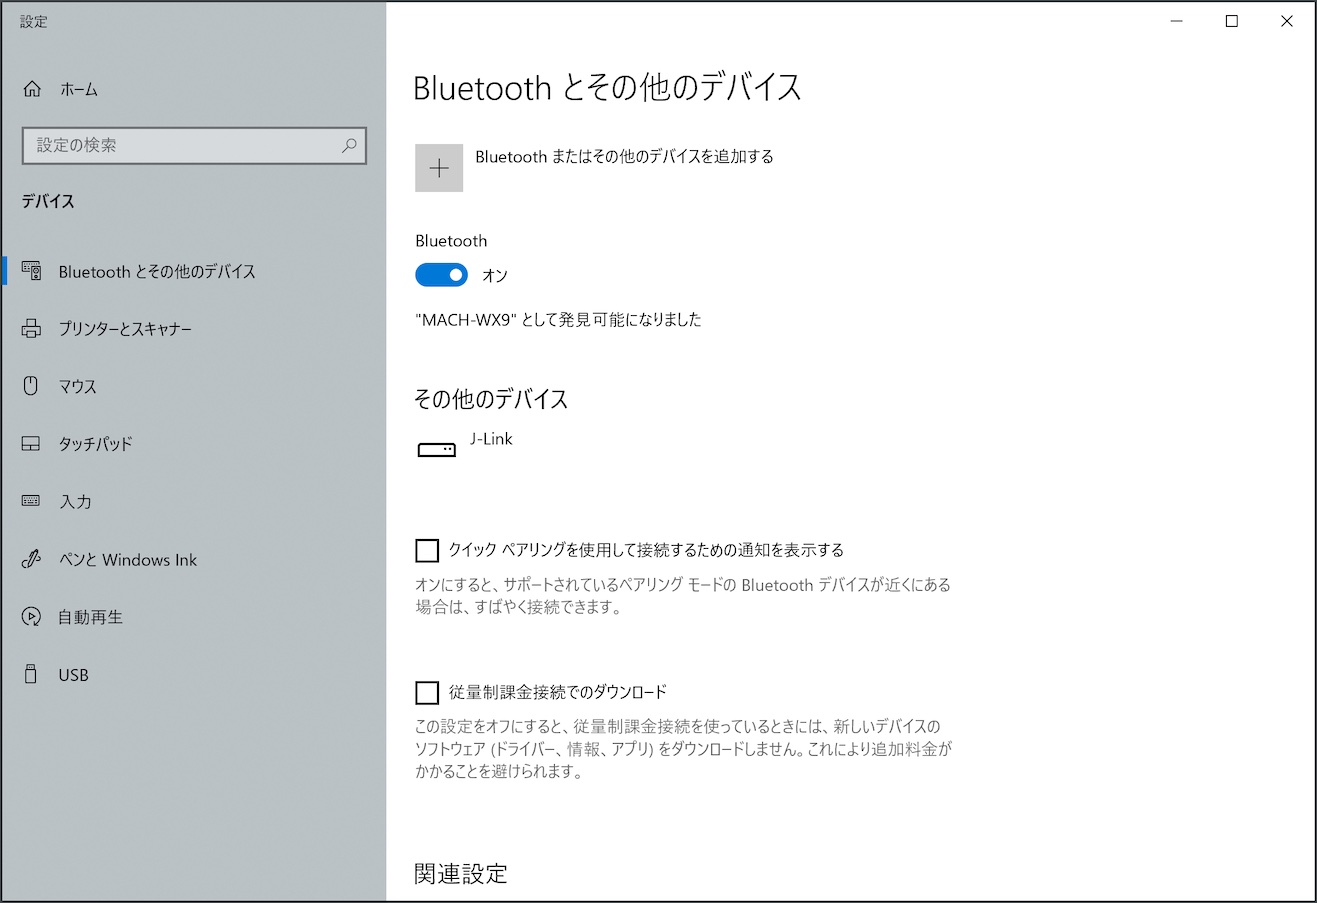 設定
ホーム
設定の検索
デバイス
Bluetooth とその他のデバイス
プリンターとスキャナー
マウス
タッチパッド
入力
ペンと Windows Ink
自動再生
USB
Bluetooth とその他のデバイス
Bluetooth またはその他のデバイスを追加する
Bluetooth
オン
"MACH-WX9" として発見可能になりました
その他のデバイス
J-Link
クイック ペアリングを使用して接続するための通知を表示する
オンにすると、サポートされているペアリング モードの Bluetooth デバイスが近くにある
場合は、すばやく接続できます。
従量制課金接続でのダウンロード
この設定をオフにすると、従量制課金接続を使っているときには、新しいデバイスの
ソフトウェア (ドライバー、情報、アプリ) をダウンロードしません。これにより追加料金が
かかることを避けられます。
関連設定